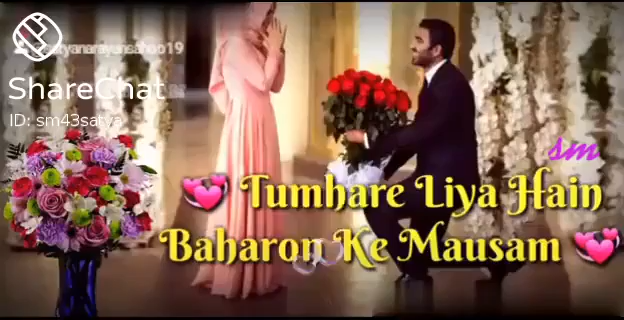 ShareChat
ID: sm43satya
sm
Tumhare Liya Hain
Baharon Ke Mausam